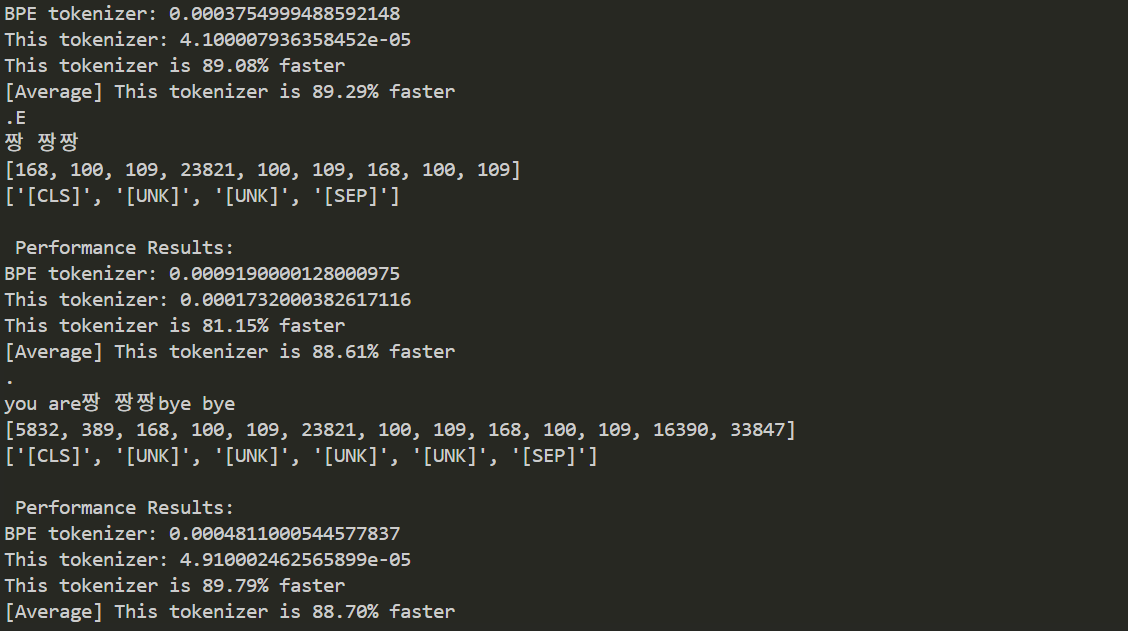 BPE tokenizer: 0.0003754999488592148
This tokenizer: 4.100007936358452e-05
This tokenizer is 89.08% faster
[Average] This tokenizer is 89.29% faster
.E
짱 짱짱
[168, 100, 109, 23821, 100, 109, 168, 100, 109]
['[CLS]', '[UNK]', '[UNK]', '[SEP]']
Performance Results:
BPE tokenizer: 0.0009190000128000975
This tokenizer: 0.0001732000382617116
This tokenizer is 81.15% faster
[Average] This tokenizer is 88.61% faster
.
you are짱 짱짱bye bye
[5832, 389, 168, 100, 109, 23821, 100, 109, 168, 100, 109, 16390, 33847]
['[CLS]', '[UNK]', '[UNK]', '[UNK]', '[UNK]', '[SEP]']
Performance Results:
BPE tokenizer: 0.0004811000544577837
This tokenizer: 4.910002462565899e-05
This tokenizer is 89.79% faster
[Average] This tokenizer is 88.70% faster